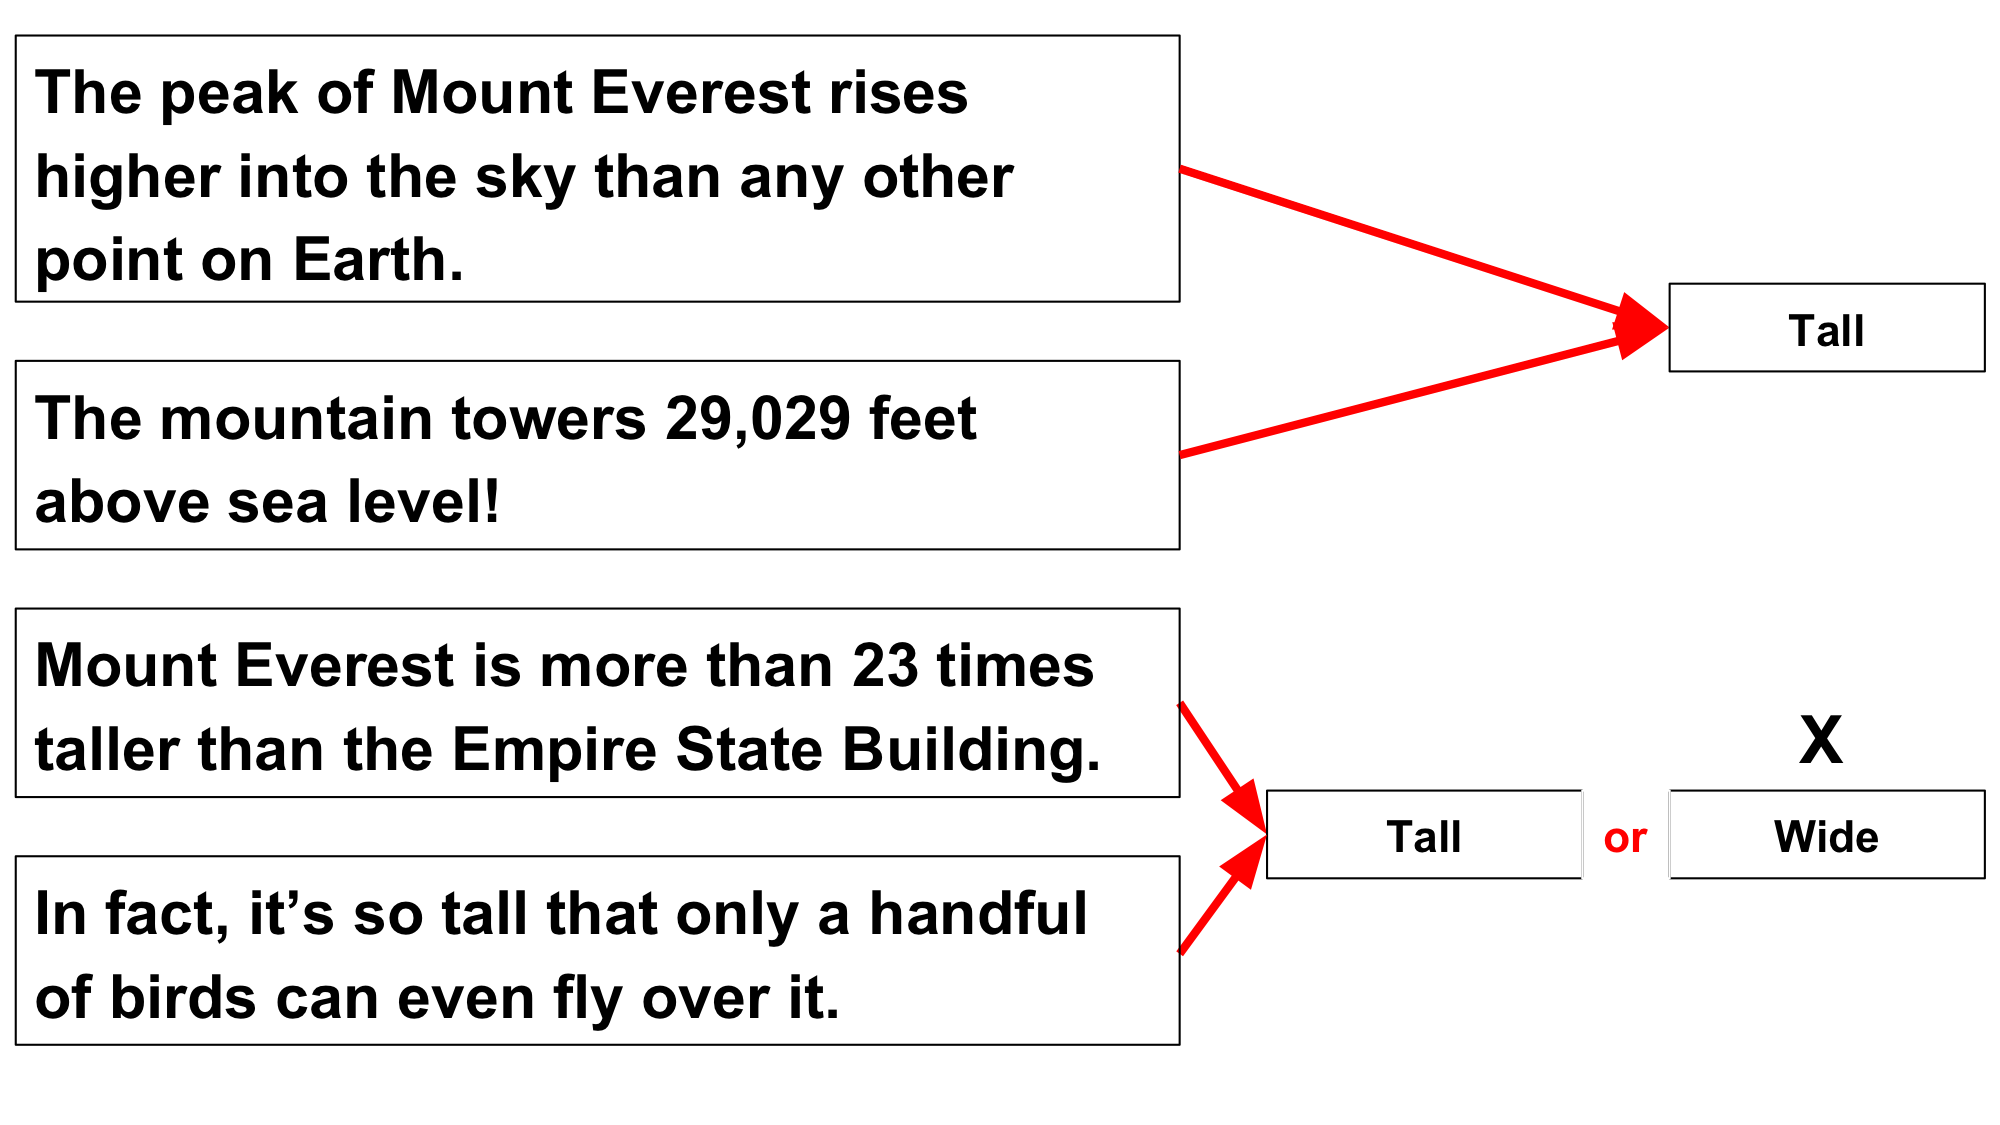 The peak of Mount Everest rises
higher into the sky than any other
point on Earth.
Tall
The mountain towers 29,029 feet
above sea level!
Mount Everest is more than 23 times
taller than the Empire State Building.
X
Tall or Wide
In fact, it’s so tall that only a handful
of birds can even fly over it.